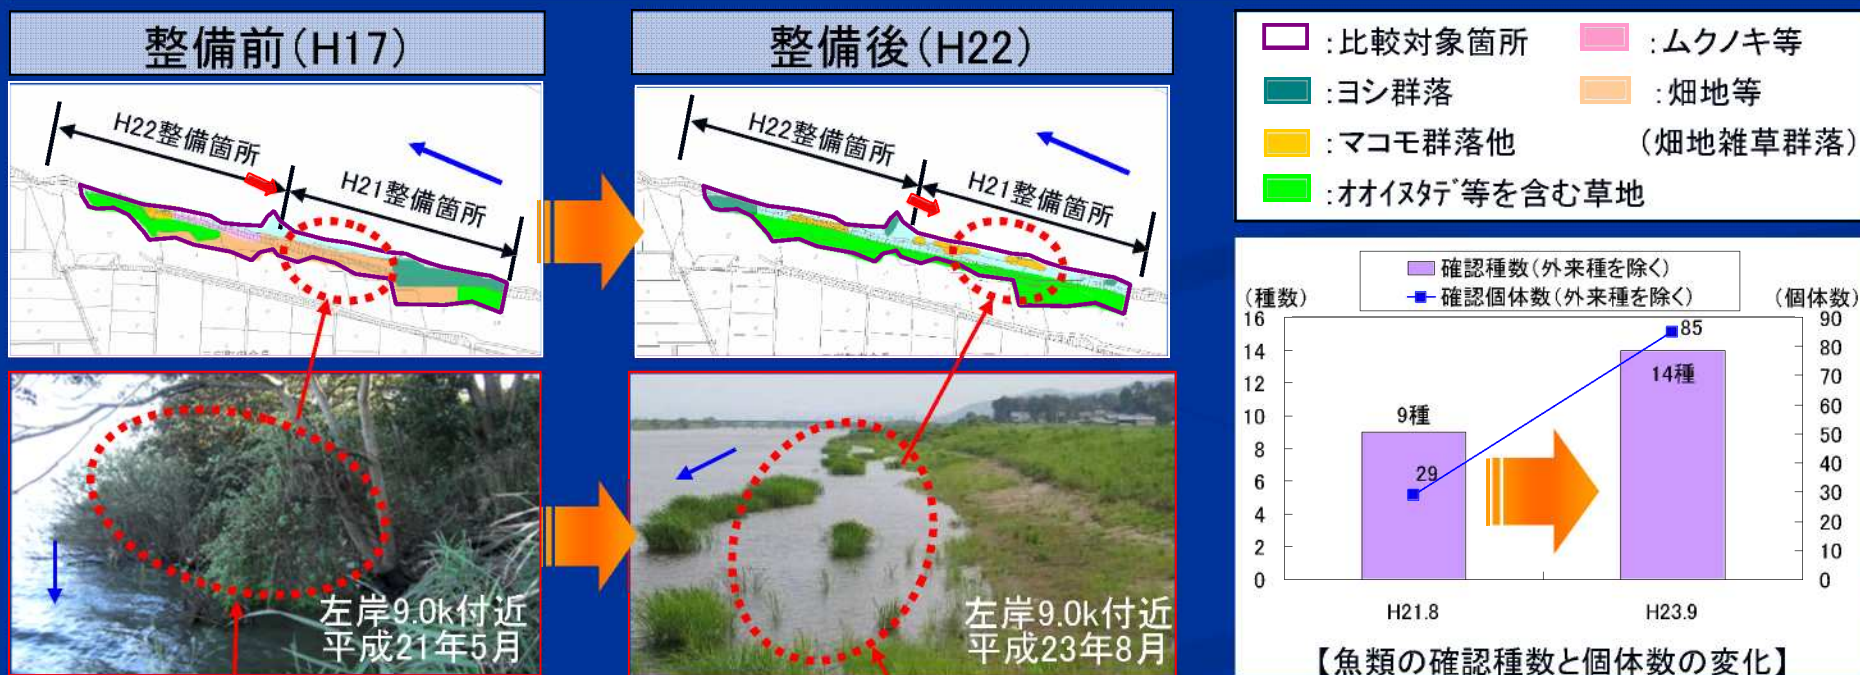 整備前(H17)
整備後(H22)
H22整備箇所
H21整備箇所
H22整備箇所
H21整備箇所
:比較対象箇所
:ムクノキ等
:ヨシ群落
:畑地等
:マコモ群落他
(畑地雑草群落)
:オオイヌタデ等を含む草地
左岸9.0k付近
平成21年5月
左岸9.0k付近
平成23年8月
確認種数(外来種を除く)
確認個体数(外来種を除く)
(種数)
(個体数)
16
14
12
10
8
6
4
2
0
90
80
70
60
50
40
30
20
10
0
9種
29
14種
85
H21.8
H23.9
【魚類の確認種数と個体数の変化】